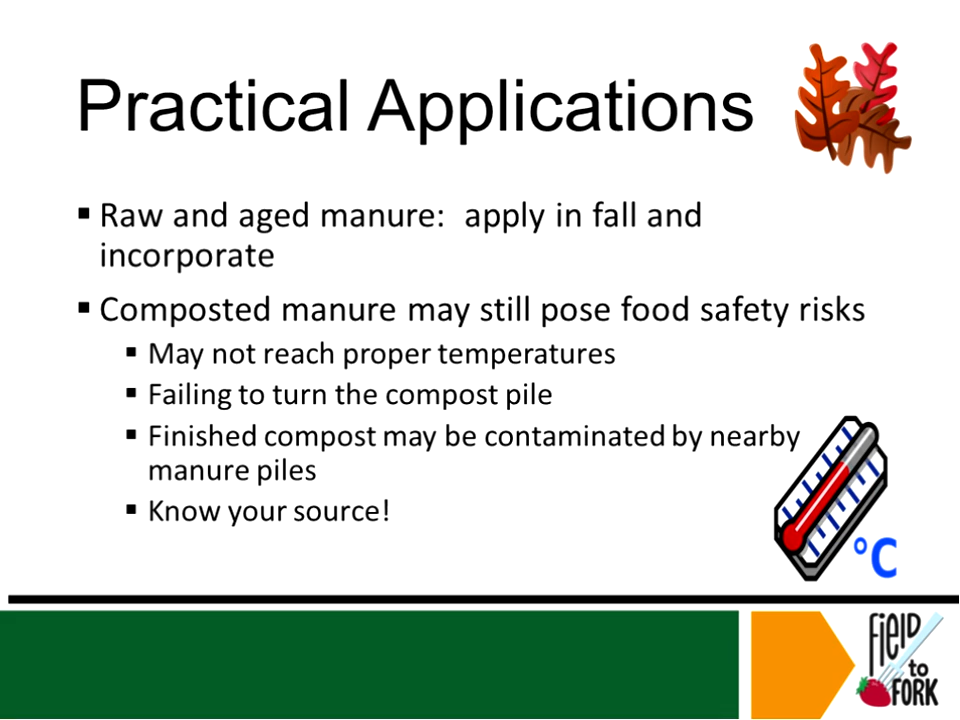 Practical Applications
▪ Raw and aged manure:  apply in fall and
incorporate
▪ Composted manure may still pose food safety risks
▪ May not reach proper temperatures
▪ Failing to turn the compost pile
▪ Finished compost may be contaminated by nearby
manure piles
▪ Know your source!
°C
FiElD
to
FORK